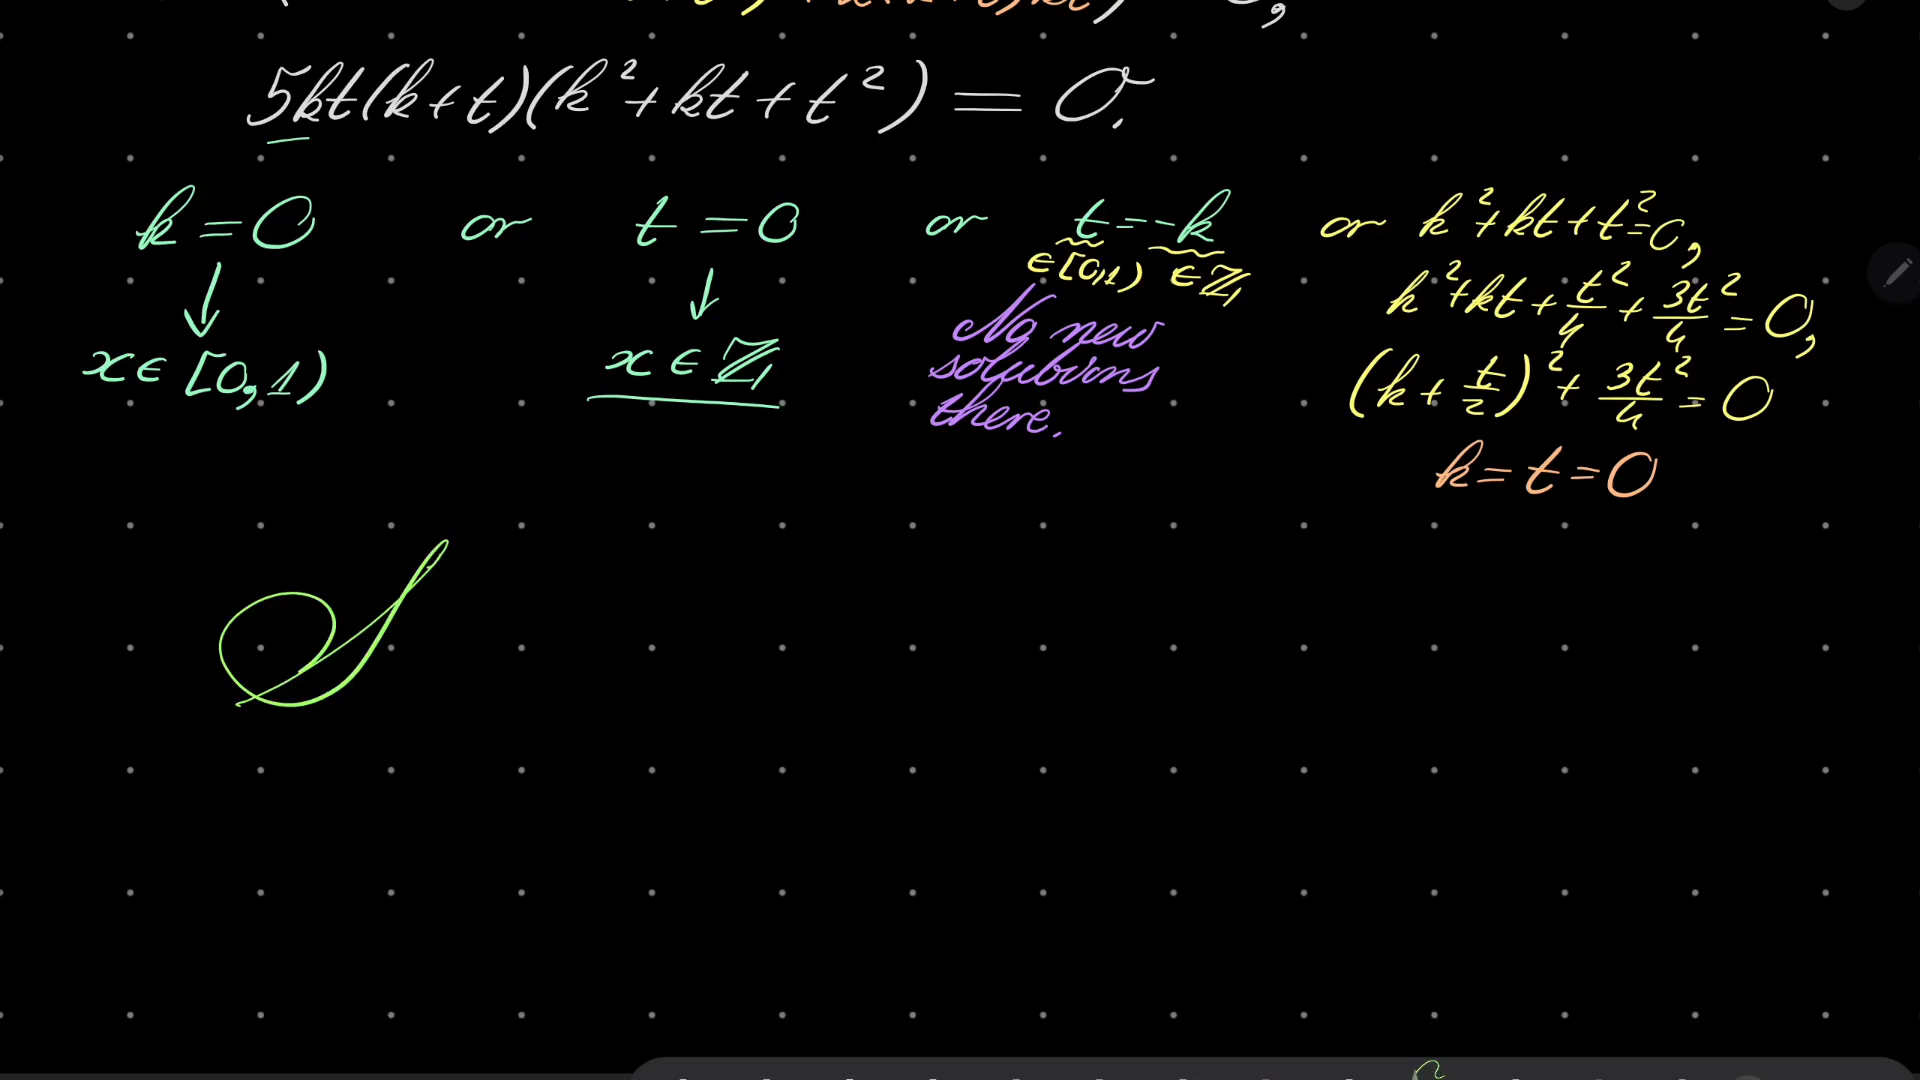 5kt(k+t)(k²+kt+t²)=0.
k=0 or t=0 or t=-k or k²+kt+t²=0,
∈[0,1) ∈ℤ
k²+kt+t²/4+3t²/4=0,
x∈[0,1) x∈ℤ
No new
solutions
there.
(k+t/2)²+3t²/4=0
k=t=0